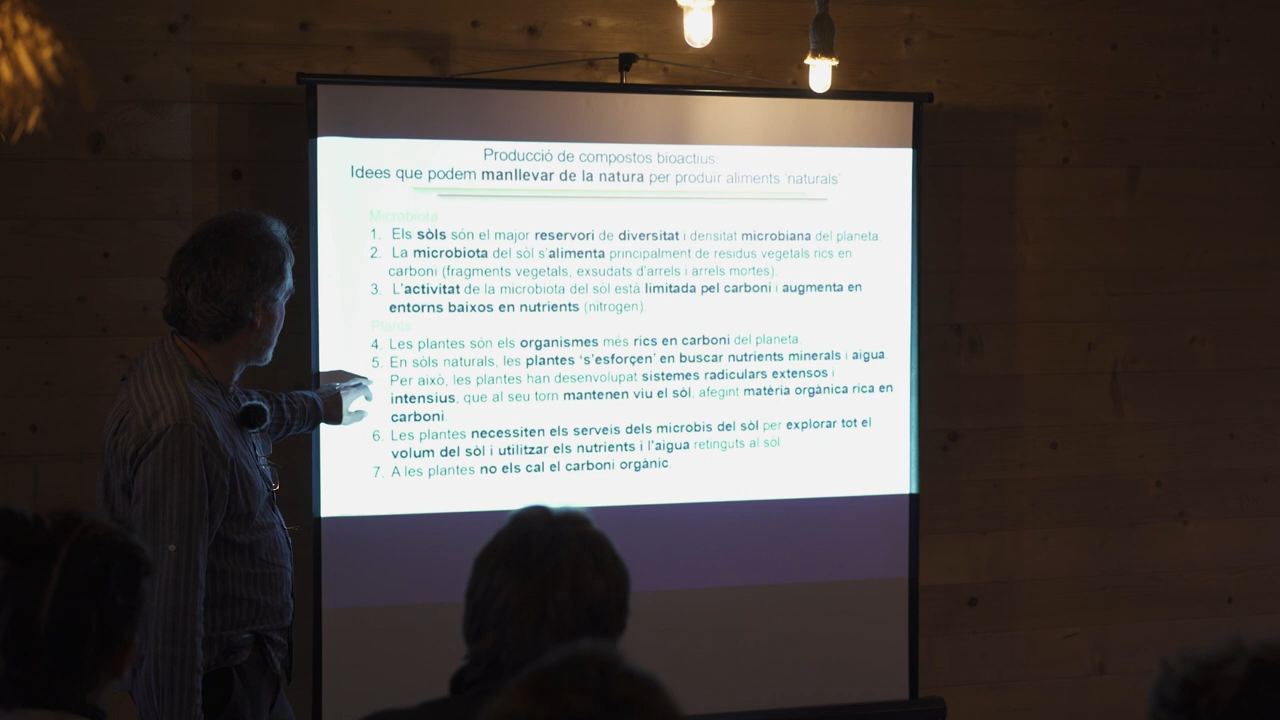 Producció de compostos bioactius:
Idees que podem manllevar de la natura per produir aliments ‘naturals’
Microbiota
1. Els sòls són el major reservori de diversitat i densitat microbiana del planeta
2. La microbiota del sòl s’alimenta principalment de residus vegetals rics en
carboni (fragments vegetals, exsudats d’arrels i arrels mortes).
3. L’activitat de la microbiota del sòl està limitada pel carboni i augmenta en
entorns baixos en nutrients (nitrogen).
Planta
4. Les plantes són els organismes més rics en carboni del planeta.
5. En sòls naturals, les plantes ‘s’esforçen’ en buscar nutrients minerals i aigua.
Per això, les plantes han desenvolupat sistemes radiculars extensos i
intensius, que al seu torn mantenen viu el sòl, afegint matèria orgànica rica en
carboni.
6. Les plantes necessiten els serveis dels microbis del sòl per explorar tot el
volum del sòl i utilitzar els nutrients i l’aigua retinguts al sòl.
7. A les plantes no els cal el carboni orgànic.